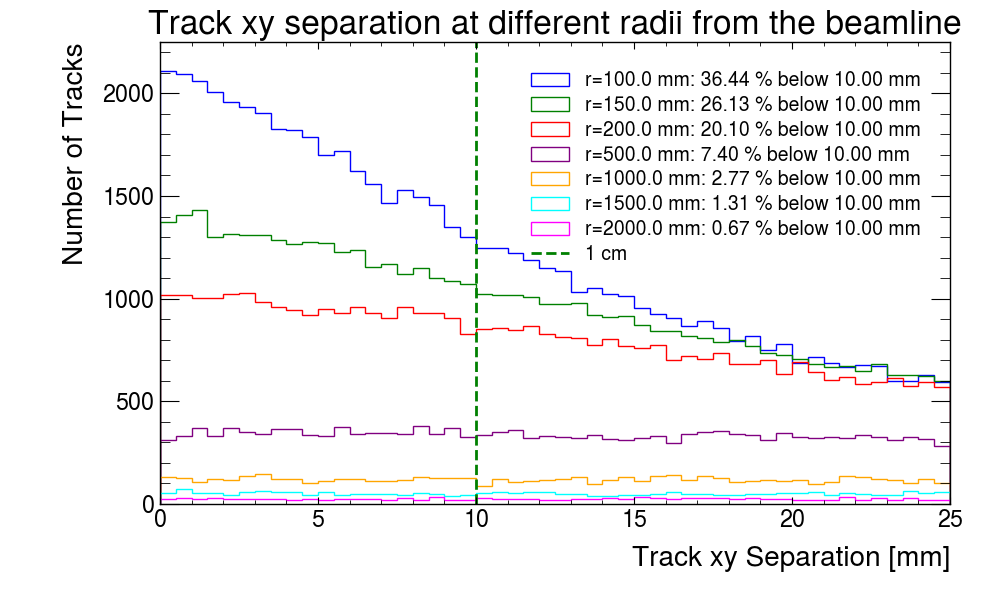 Track xy separation at different radii from the beamline
Number of Tracks
2000
1500
1000
500
0
r=100.0 mm: 36.44 % below 10.00 mm
r=150.0 mm: 26.13 % below 10.00 mm
r=200.0 mm: 20.10 % below 10.00 mm
r=500.0 mm: 7.40 % below 10.00 mm
r=1000.0 mm: 2.77 % below 10.00 mm
r=1500.0 mm: 1.31 % below 10.00 mm
r=2000.0 mm: 0.67 % below 10.00 mm
1 cm
0 5 10 15 20 25
Track xy Separation [mm]